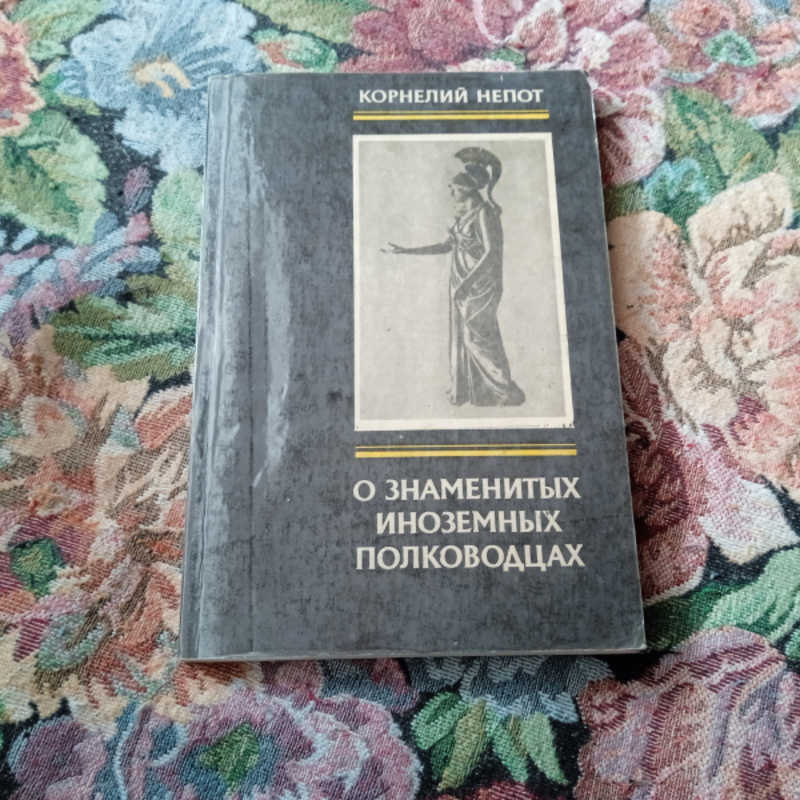 КОРНЕЛИЙ НЕПОТ
О ЗНАМЕНИТЫХ
ИНОЗЕМНЫХ
ПОЛКОВОДЦАХ